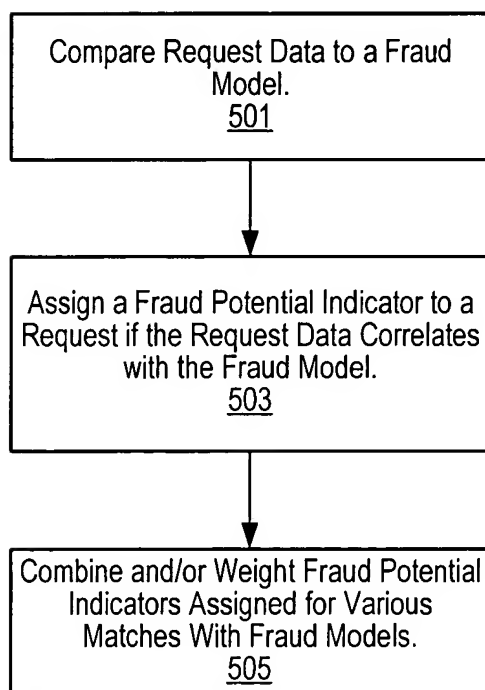 Compare Request Data to a Fraud
Model.
501
Assign a Fraud Potential Indicator to a
Request if the Request Data Correlates
with the Fraud Model.
503
Combine and/or Weight Fraud Potential
Indicators Assigned for Various
Matches With Fraud Models.
505